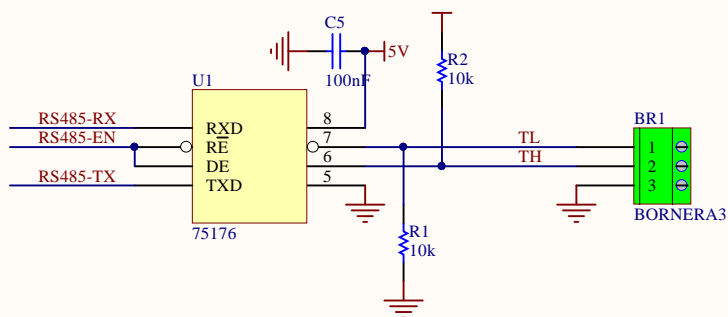 C5
5V
100nF
R2
10k
U1
RS485-RX
RXD
8
RS485-EN
RE
7
TL
BR1
1
DE
6
TH
2
RS485-TX
TXD
5
3
75176
R1
10k
BORNERA3